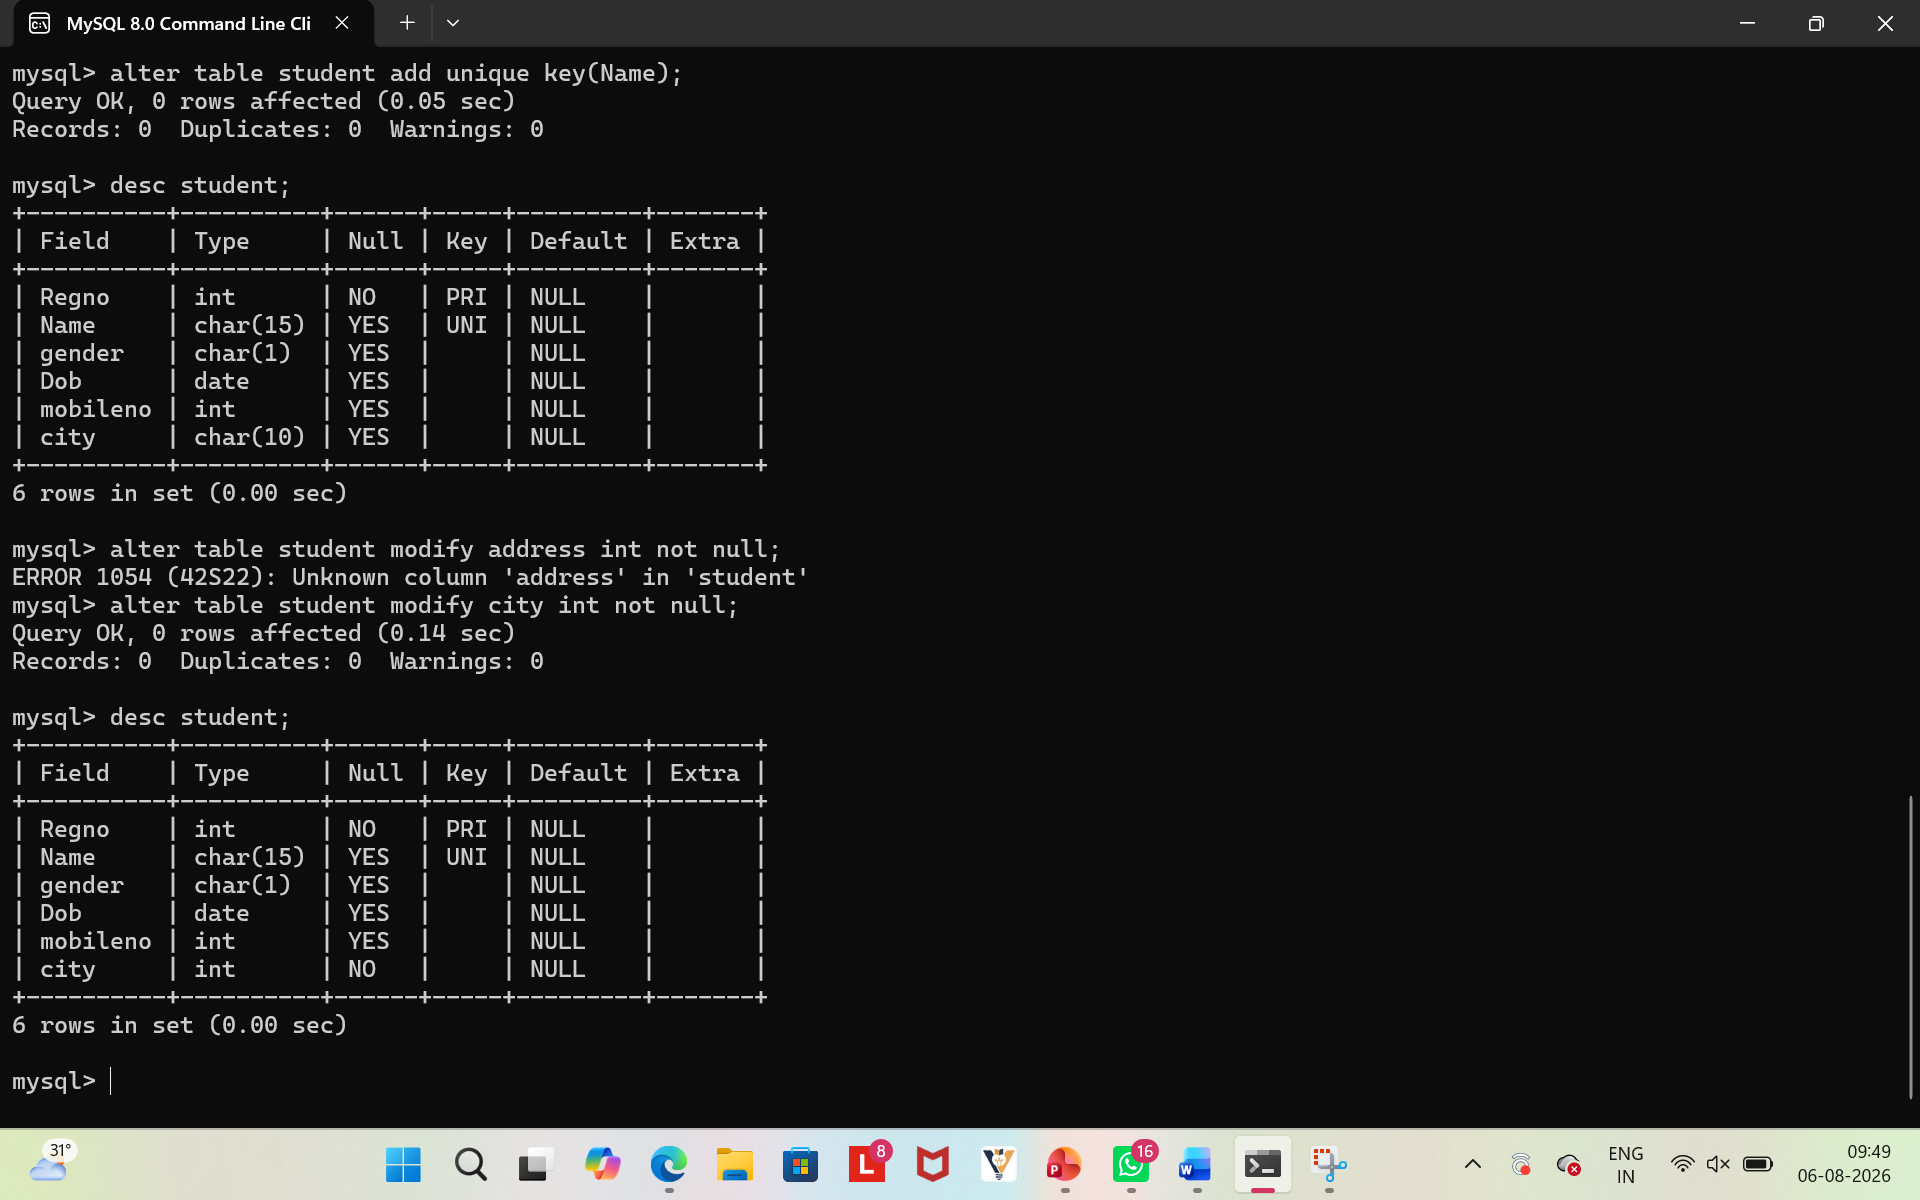 MySQL 8.0 Command Line Cli
mysql> alter table student add unique key(Name);
Query OK, 0 rows affected (0.05 sec)
Records: 0  Duplicates: 0  Warnings: 0
mysql> desc student;
+----------+----------+------+-----+---------+-------+
| Field    | Type     | Null | Key | Default | Extra |
+----------+----------+------+-----+---------+-------+
| Regno    | int      | NO   | PRI | NULL    |       |
| Name     | char(15) | YES  | UNI | NULL    |       |
| gender   | char(1)  | YES  |     | NULL    |       |
| Dob      | date     | YES  |     | NULL    |       |
| mobileno | int      | YES  |     | NULL    |       |
| city     | char(10) | YES  |     | NULL    |       |
+----------+----------+------+-----+---------+-------+
6 rows in set (0.00 sec)
mysql> alter table student modify address int not null;
ERROR 1054 (42S22): Unknown column 'address' in 'student'
mysql> alter table student modify city int not null;
Query OK, 0 rows affected (0.14 sec)
Records: 0  Duplicates: 0  Warnings: 0
mysql> desc student;
+----------+----------+------+-----+---------+-------+
| Field    | Type     | Null | Key | Default | Extra |
+----------+----------+------+-----+---------+-------+
| Regno    | int      | NO   | PRI | NULL    |       |
| Name     | char(15) | YES  | UNI | NULL    |       |
| gender   | char(1)  | YES  |     | NULL    |       |
| Dob      | date     | YES  |     | NULL    |       |
| mobileno | int      | YES  |     | NULL    |       |
| city     | int      | NO   |     | NULL    |       |
+----------+----------+------+-----+---------+-------+
6 rows in set (0.00 sec)
mysql>
31°
L 8
P
16
W
ENG
IN
09:49
06-08-2026